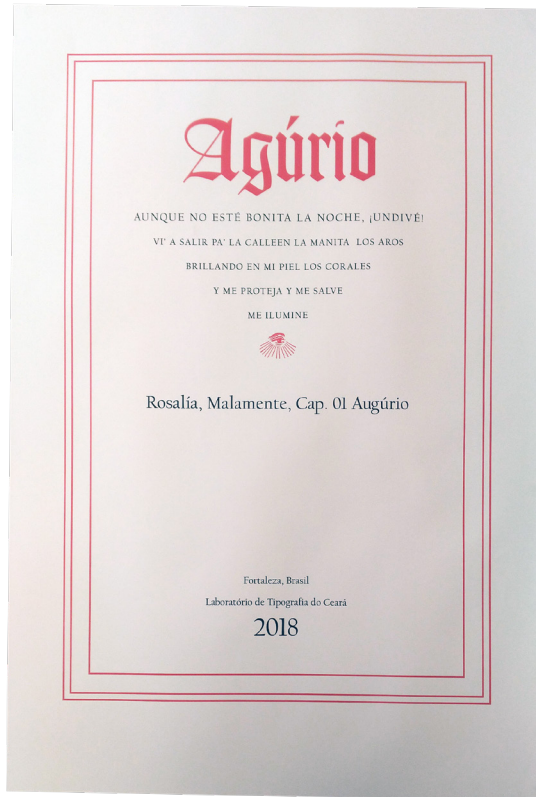 Agúrio
AUNQUE NO ESTÉ BONITA LA NOCHE, ¡UNDIVÉ!
VI' A SALIR PA' LA CALLEEN LA MANITA LOS AROS
BRILLANDO EN MI PIEL LOS CORALES
Y ME PROTEJA Y ME SALVE
ME ILUMINE
Rosalía, Malamente, Cap. 01 Augúrio
Fortaleza, Brasil
Laboratório de Tipografia do Ceará
2018